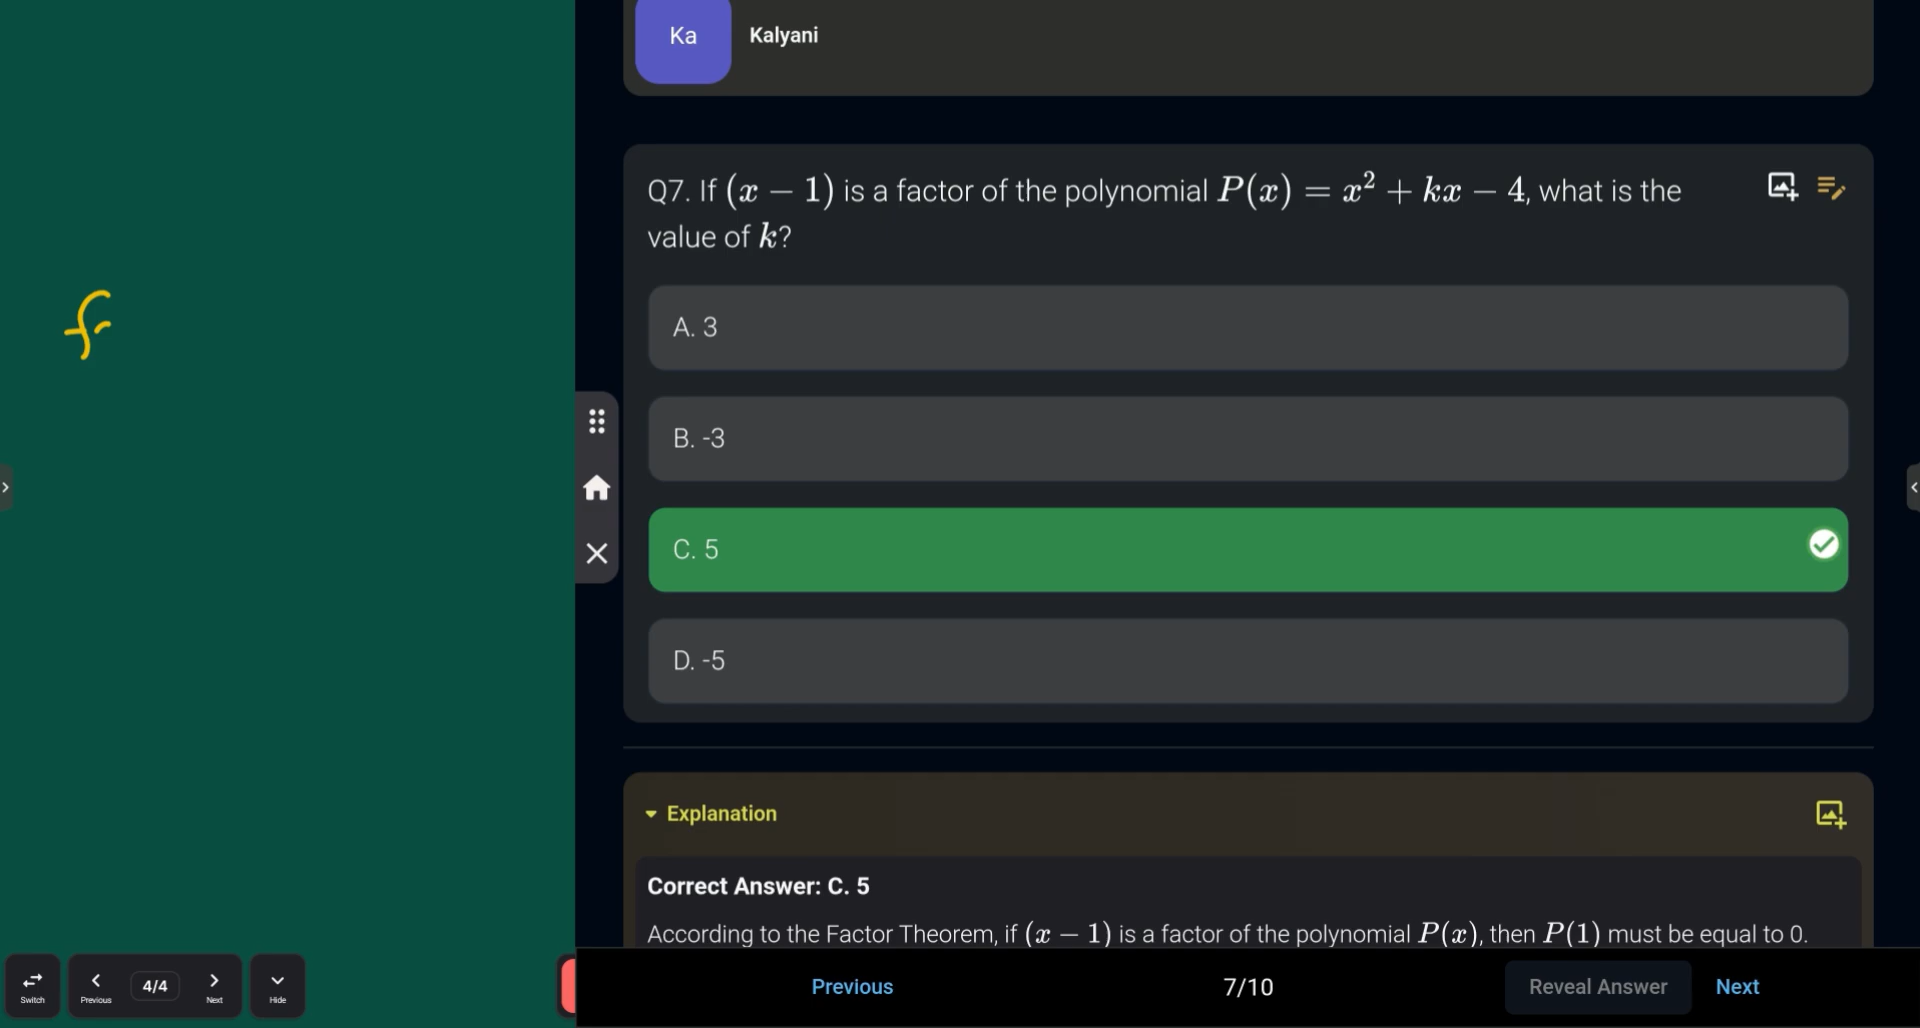 Ka
Kalyani
Q7. If (x − 1) is a factor of the polynomial P(x) = x² + kx − 4, what is the
value of k?
A. 3
B. -3
C. 5
D. -5
Explanation
Correct Answer: C. 5
According to the Factor Theorem, if (x − 1) is a factor of the polynomial P(x), then P(1) must be equal to 0.
Switch
Previous
4/4
Next
Hide
Previous
7/10
Reveal Answer
Next